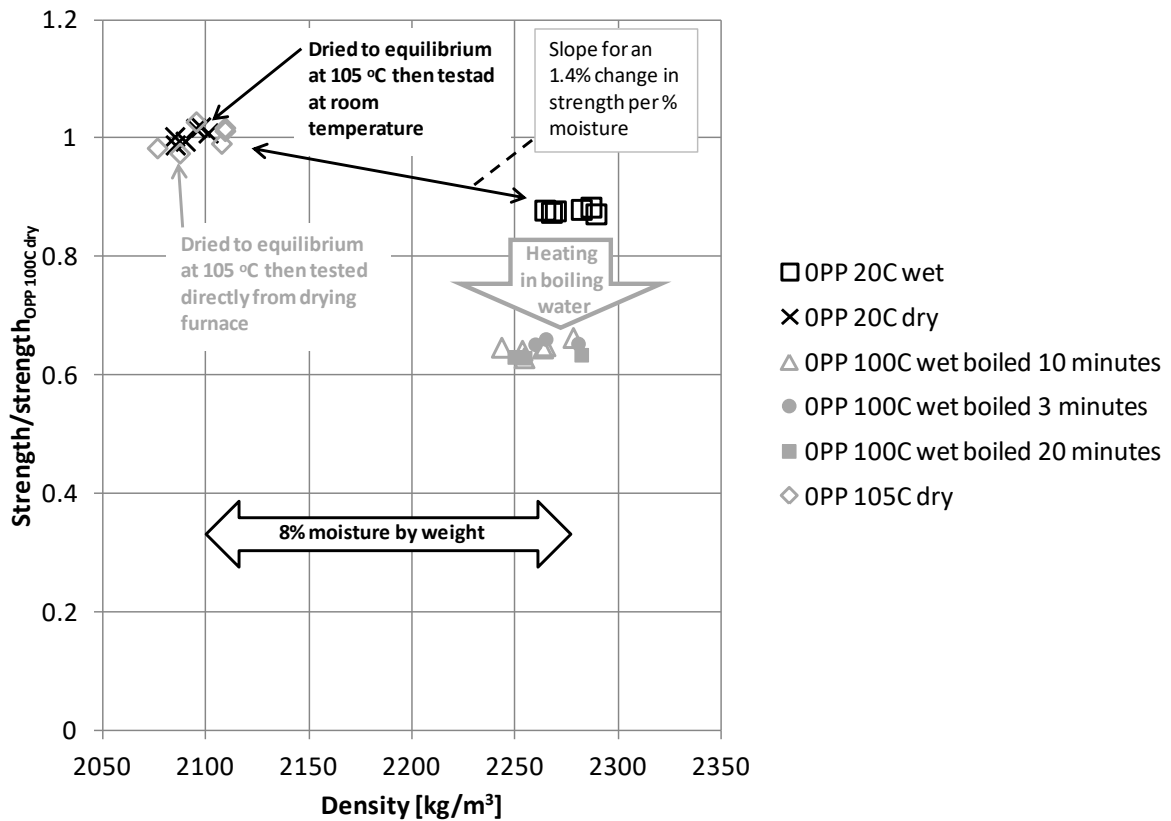 1.2
1
0.8
0.6
0.4
0.2
0
Strength/strength0PP 100C dry
Dried to equilibrium
at 105 ºC then testad
at room
temperature
Slope for an
1.4% change in
strength per %
moisture
Dried to equilibrium
at 105 ºC then tested
directly from drying
furnace
Heating
in boiling
water
8% moisture by weight
2050 2100 2150 2200 2250 2300 2350
Density [kg/m³]
0PP 20C wet
0PP 20C dry
0PP 100C wet boiled 10 minutes
0PP 100C wet boiled 3 minutes
0PP 100C wet boiled 20 minutes
0PP 105C dry